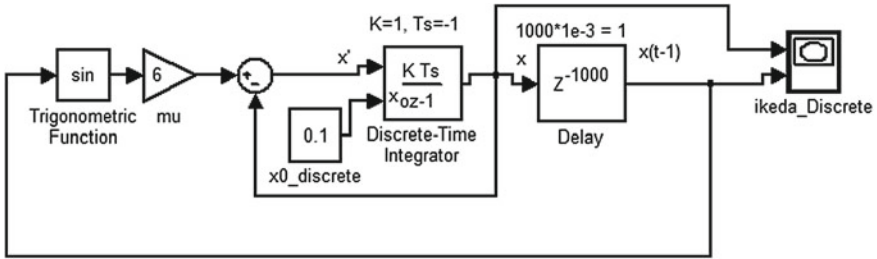 K=1, Ts=-1
1000*1e-3 = 1
x'
x
x(t-1)
sin
6
+
-
K Ts
xoz-1
Z-1000
Trigonometric
Function
mu
0.1
x0_discrete
Discrete-Time
Integrator
Delay
ikeda_Discrete